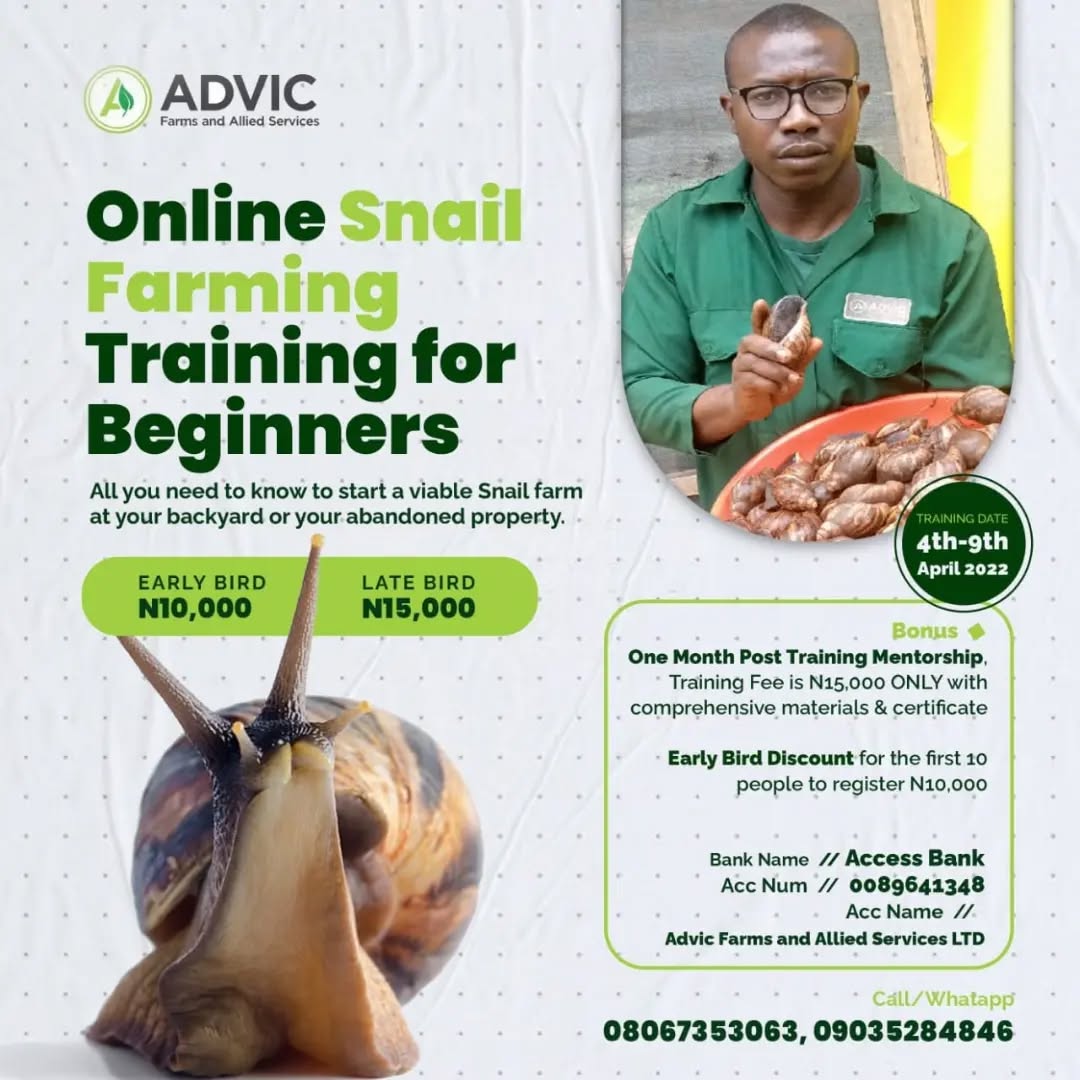 ADVIC
Farms and Allied Services
Online Snail
Farming
Training for
Beginners
All you need to know to start a viable Snail farm
at your backyard or your abandoned property.
EARLY BIRD
N10,000
LATE BIRD
N15,000
ADVIC
TRAINING DATE
4th-9th
April 2022
Bonus
One Month Post Training Mentorship,
Training Fee is N15,000 ONLY with
comprehensive materials & certificate
Early Bird Discount for the first 10
people to register N10,000
Bank Name // Access Bank
Acc Num // 0089641348
Acc Name //
Advic Farms and Allied Services LTD
Call/Whatapp
08067353063, 09035284846